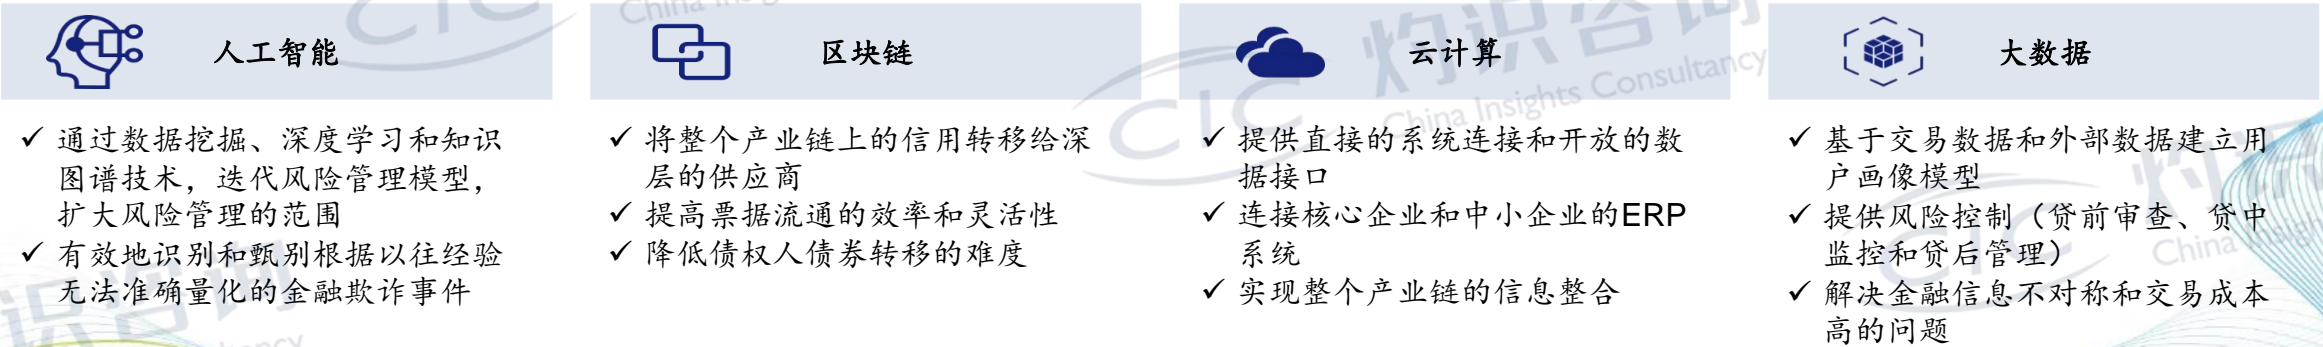 人工智能
✓ 通过数据挖掘、深度学习和知识
图谱技术，迭代风险管理模型，
扩大风险管理的范围
✓ 有效地识别和甄别根据以往经验
无法准确量化的金融欺诈事件
区块链
✓ 将整个产业链上的信用转移给深
层的供应商
✓ 提高票据流通的效率和灵活性
✓ 降低债权人债券转移的难度
云计算
✓ 提供直接的系统连接和开放的数
据接口
✓ 连接核心企业和中小企业的ERP
系统
✓ 实现整个产业链的信息整合
大数据
✓ 基于交易数据和外部数据建立用
户画像模型
✓ 提供风险控制（贷前审查、贷中
监控和贷后管理）
✓ 解决金融信息不对称和交易成本
高的问题
CIC 灼识咨询
China Insights Consultancy